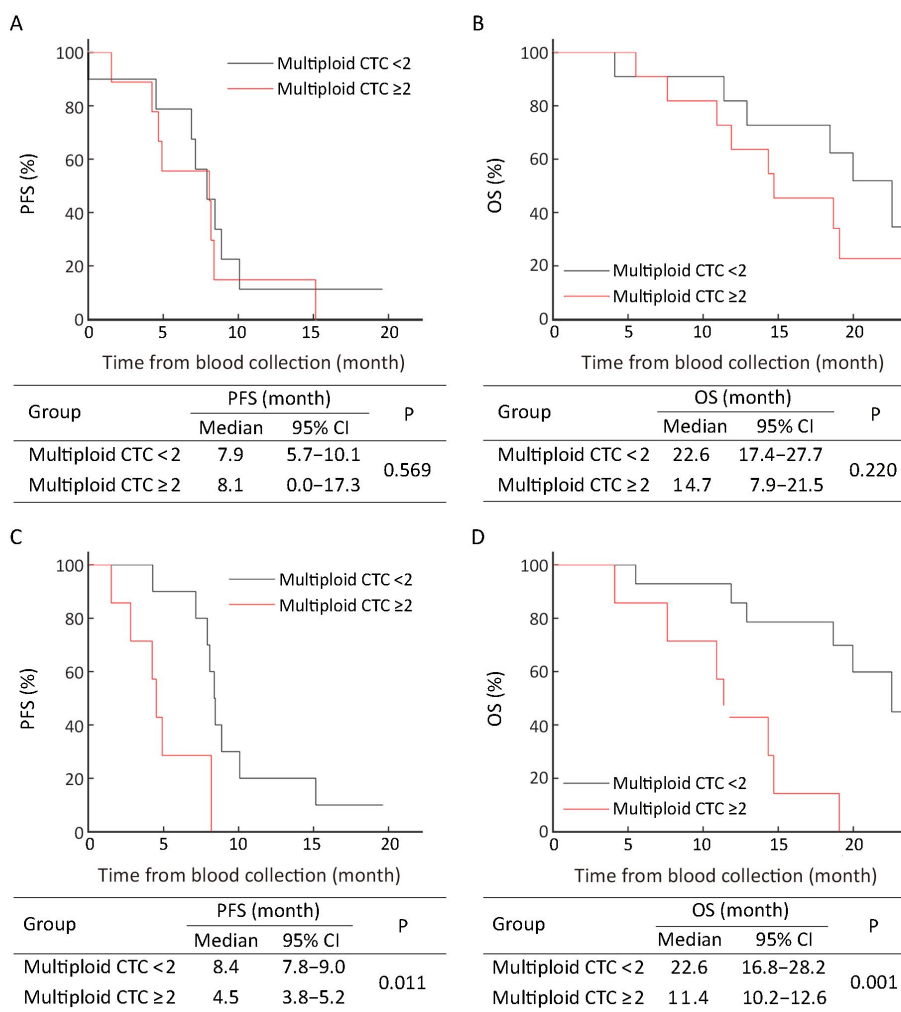 A
Multiploid CTC <2
Multiploid CTC ≥2
PFS (%)
100
80
60
40
20
0
0 5 10 15 20
Time from blood collection (month)
Group PFS (month) P
Median 95% CI
Multiploid CTC <2 7.9 5.7–10.1
0.569
Multiploid CTC ≥2 8.1 0.0–17.3
B
OS (%)
100
80
60
40
20
0
Multiploid CTC <2
Multiploid CTC ≥2
0 5 10 15 20
Time from blood collection (month)
Group OS (month) P
Median 95% CI
Multiploid CTC <2 22.6 17.4–27.7
0.220
Multiploid CTC ≥2 14.7 7.9–21.5
C
Multiploid CTC <2
Multiploid CTC ≥2
PFS (%)
100
80
60
40
20
0
0 5 10 15 20
Time from blood collection (month)
Group PFS (month) P
Median 95% CI
Multiploid CTC <2 8.4 7.8–9.0
0.011
Multiploid CTC ≥2 4.5 3.8–5.2
D
OS (%)
100
80
60
40
20
0
Multiploid CTC <2
Multiploid CTC ≥2
0 5 10 15 20
Time from blood collection (month)
Group OS (month) P
Median 95% CI
Multiploid CTC <2 22.6 16.8–28.2
0.001
Multiploid CTC ≥2 11.4 10.2–12.6